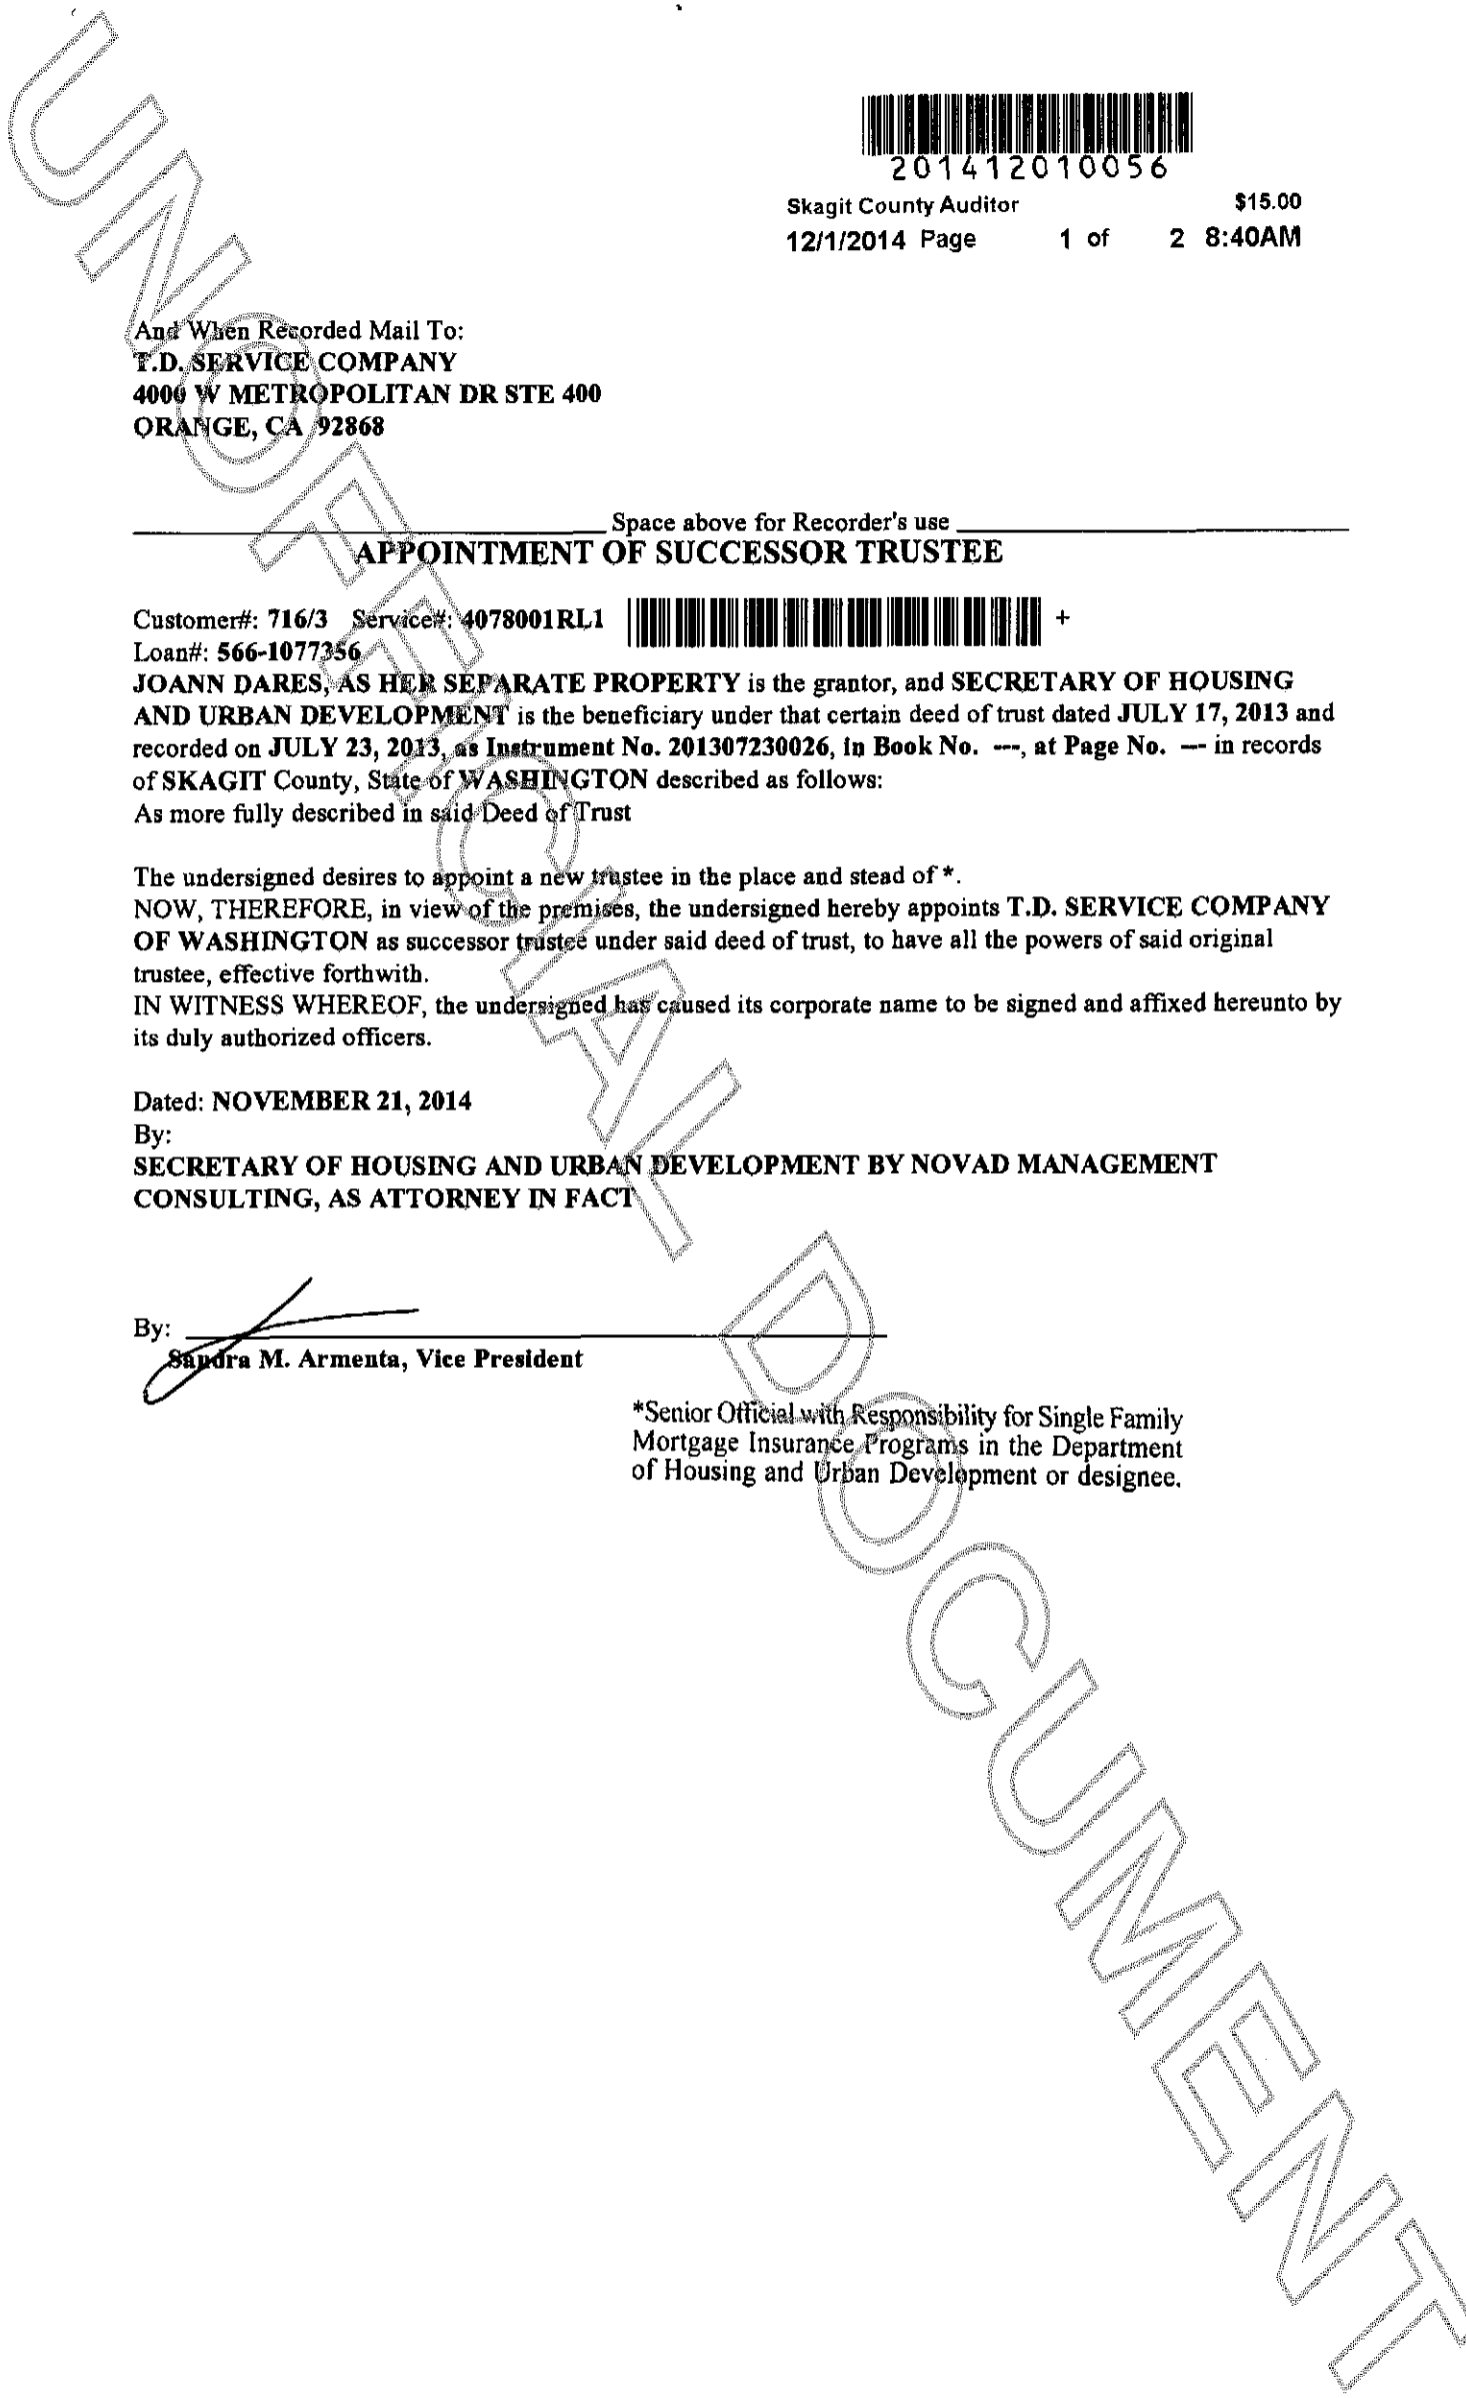 201412010056
Skagit County Auditor $15.00
12/1/2014 Page 1 of 2 8:40AM
And When Recorded Mail To:
T.D. SERVICE COMPANY
4000 W METROPOLITAN DR STE 400
ORANGE, CA 92868
Space above for Recorder's use
APPOINTMENT OF SUCCESSOR TRUSTEE
Customer#: 716/3 Service#: 4078001RL1 +
Loan#: 566-1077356
JOANN DARES, AS HER SEPARATE PROPERTY is the grantor, and SECRETARY OF HOUSING
AND URBAN DEVELOPMENT is the beneficiary under that certain deed of trust dated JULY 17, 2013 and
recorded on JULY 23, 2013, as Instrument No. 201307230026, in Book No. ---, at Page No. --- in records
of SKAGIT County, State of WASHINGTON described as follows:
As more fully described in said Deed of Trust
The undersigned desires to appoint a new trustee in the place and stead of *.
NOW, THEREFORE, in view of the premises, the undersigned hereby appoints T.D. SERVICE COMPANY
OF WASHINGTON as successor trustee under said deed of trust, to have all the powers of said original
trustee, effective forthwith.
IN WITNESS WHEREOF, the undersigned has caused its corporate name to be signed and affixed hereunto by
its duly authorized officers.
Dated: NOVEMBER 21, 2014
By:
SECRETARY OF HOUSING AND URBAN DEVELOPMENT BY NOVAD MANAGEMENT
CONSULTING, AS ATTORNEY IN FACT
By:
Sandra M. Armenta, Vice President
*Senior Official with Responsibility for Single Family
Mortgage Insurance Programs in the Department
of Housing and Urban Development or designee.
UNOFFICIAL DOCUMENT